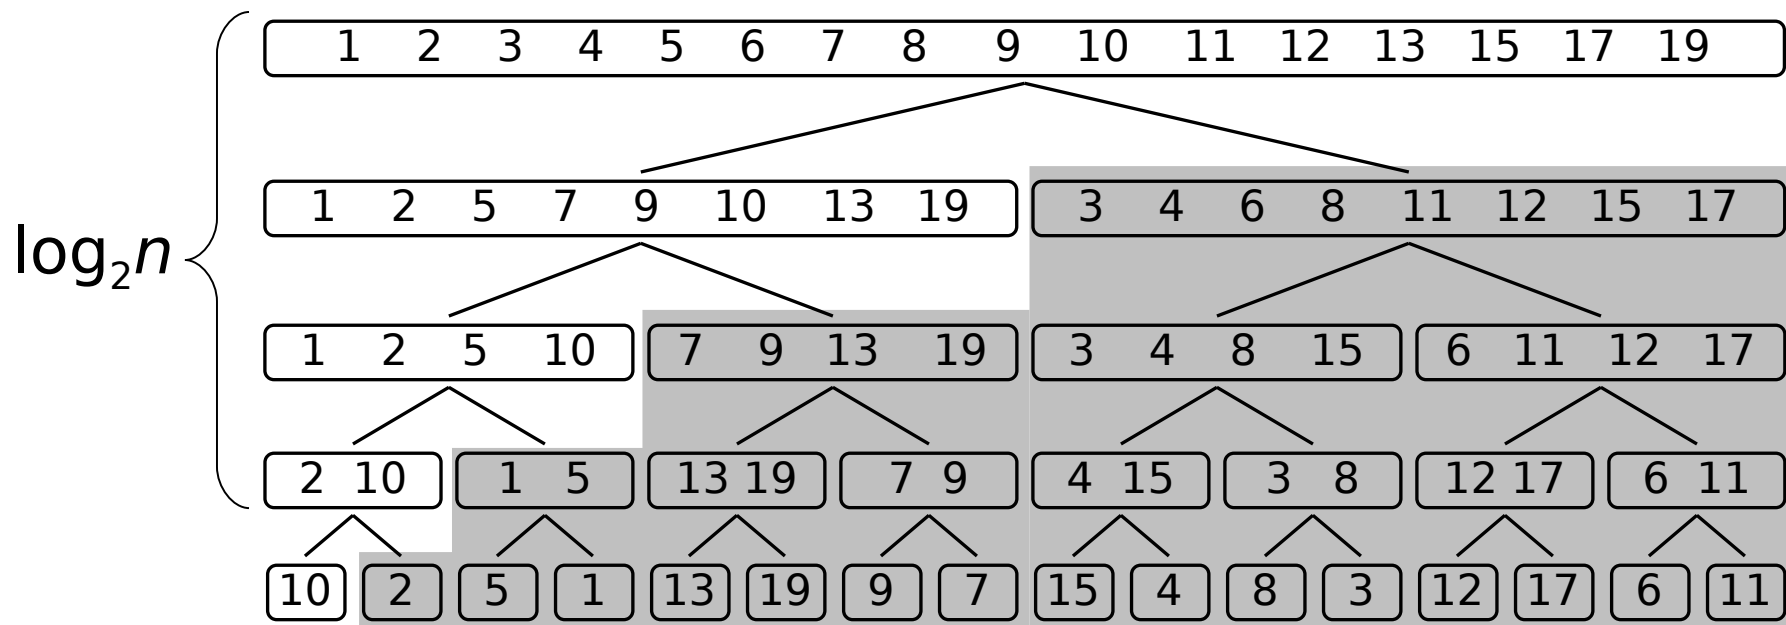 1 2 3 4 5 6 7 8 9 10 11 12 13 15 17 19
1 2 5 7 9 10 13 19 3 4 6 8 11 12 15 17
log₂n
1 2 5 10 7 9 13 19 3 4 8 15 6 11 12 17
2 10 1 5 13 19 7 9 4 15 3 8 12 17 6 11
10 2 5 1 13 19 9 7 15 4 8 3 12 17 6 11